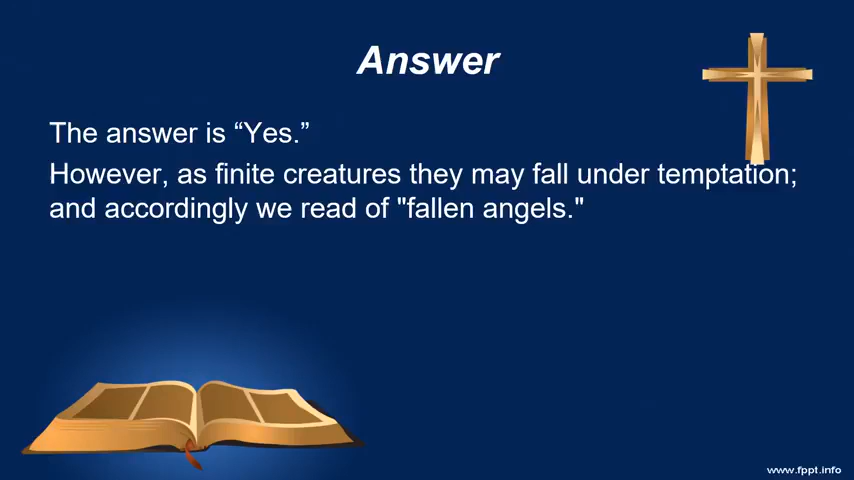 Answer
The answer is “Yes.”
However, as finite creatures they may fall under temptation;
and accordingly we read of "fallen angels."
www.fppt.info